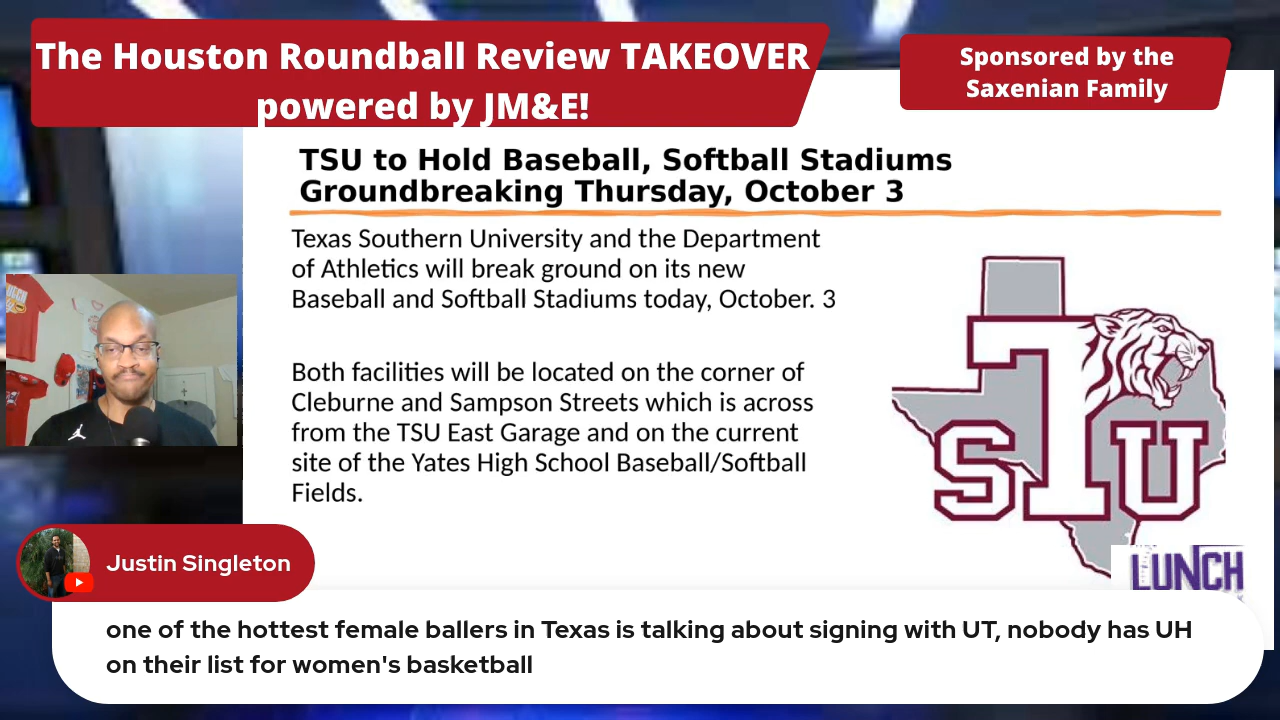 The Houston Roundball Review TAKEOVER
powered by JM&E!
Sponsored by the
Saxenian Family
TSU to Hold Baseball, Softball Stadiums
Groundbreaking Thursday, October 3
Texas Southern University and the Department
of Athletics will break ground on its new
Baseball and Softball Stadiums today, October. 3
Both facilities will be located on the corner of
Cleburne and Sampson Streets which is across
from the TSU East Garage and on the current
site of the Yates High School Baseball/Softball
Fields.
TSU
LUNCH
Justin Singleton
one of the hottest female ballers in Texas is talking about signing with UT, nobody has UH
on their list for women's basketball